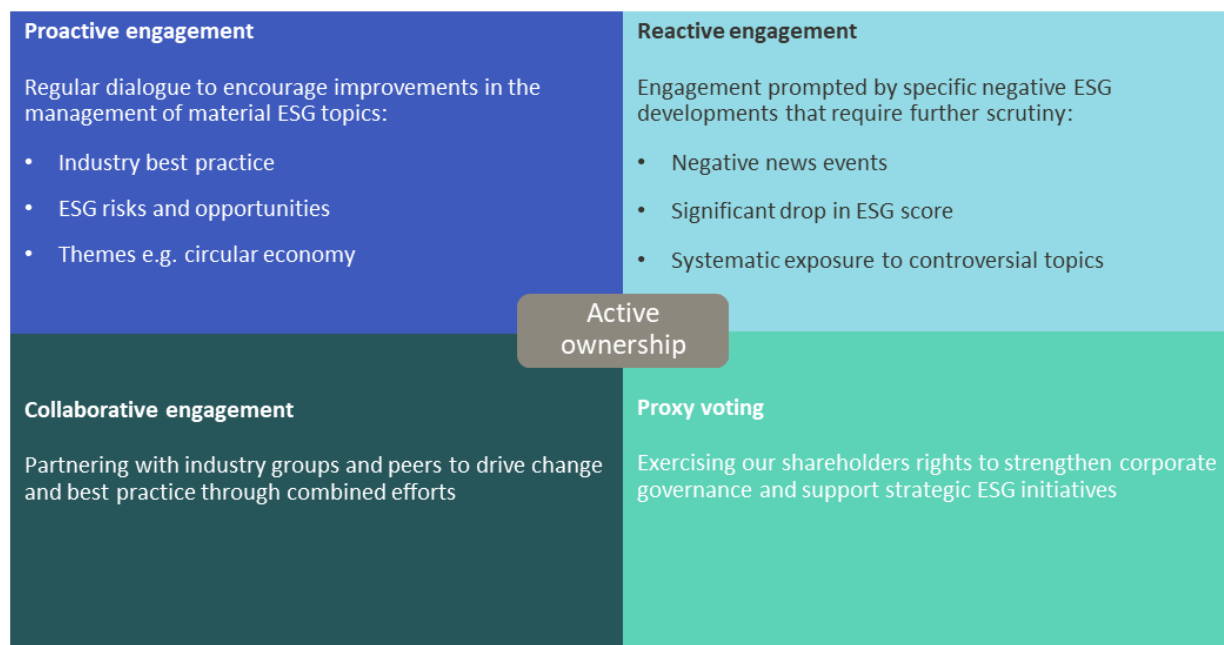 Proactive engagement
Regular dialogue to encourage improvements in the
management of material ESG topics:
• Industry best practice
• ESG risks and opportunities
• Themes e.g. circular economy
Reactive engagement
Engagement prompted by specific negative ESG
developments that require further scrutiny:
• Negative news events
• Significant drop in ESG score
• Systematic exposure to controversial topics
Active
ownership
Collaborative engagement
Partnering with industry groups and peers to drive change
and best practice through combined efforts
Proxy voting
Exercising our shareholders rights to strengthen corporate
governance and support strategic ESG initiatives